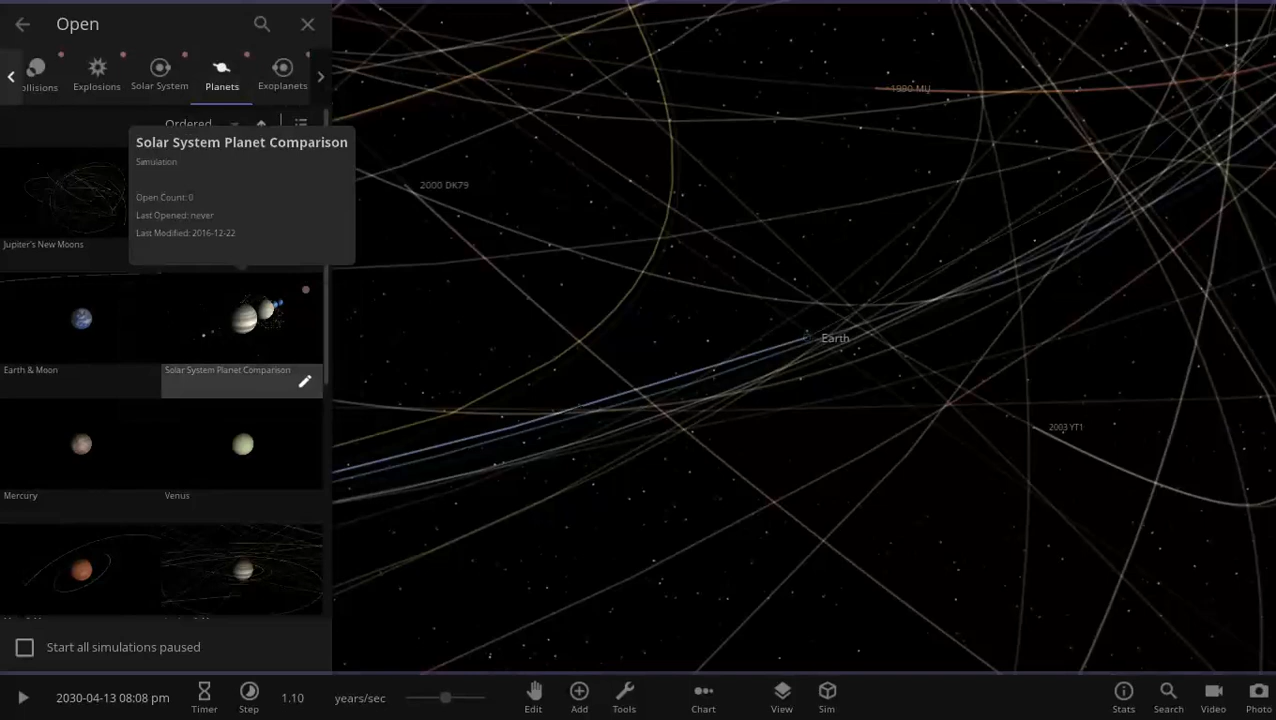 Open
ollisions
Explosions
Solar System
Planets
Exoplanets
Ordered
Solar System Planet Comparison
Simulation
Open Count: 0
Last Opened: never
Last Modified: 2016-12-22
Jupiter's New Moons
Earth & Moon
Solar System Planet Comparison
Mercury
Venus
Start all simulations paused
1990 MU
2000 DK79
Earth
2003 YT1
2030-04-13 08:08 pm
Timer
Step
1.10
years/sec
Edit
Add
Tools
Chart
View
Sim
Stats
Search
Video
Photo